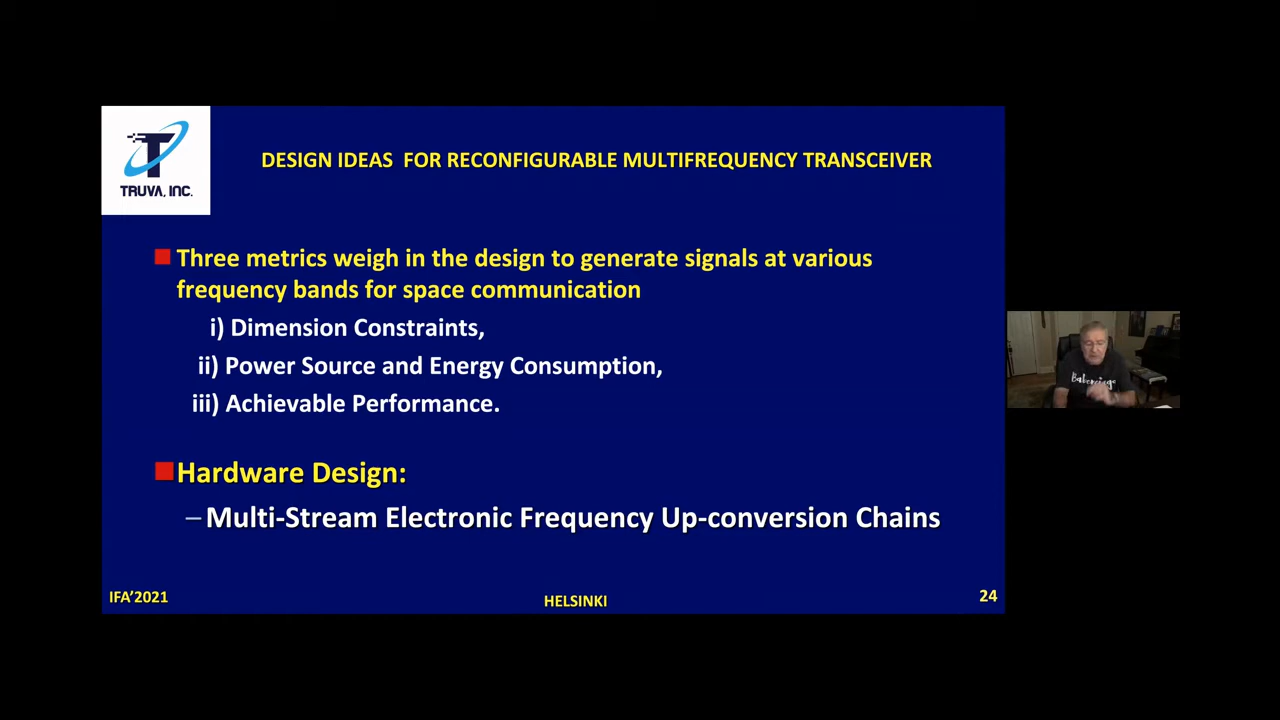 TRUVA, INC.
DESIGN IDEAS FOR RECONFIGURABLE MULTIFREQUENCY TRANSCEIVER
Three metrics weigh in the design to generate signals at various
frequency bands for space communication
i) Dimension Constraints,
ii) Power Source and Energy Consumption,
iii) Achievable Performance.
Hardware Design:
–Multi-Stream Electronic Frequency Up-conversion Chains
IFA’2021
HELSINKI
24